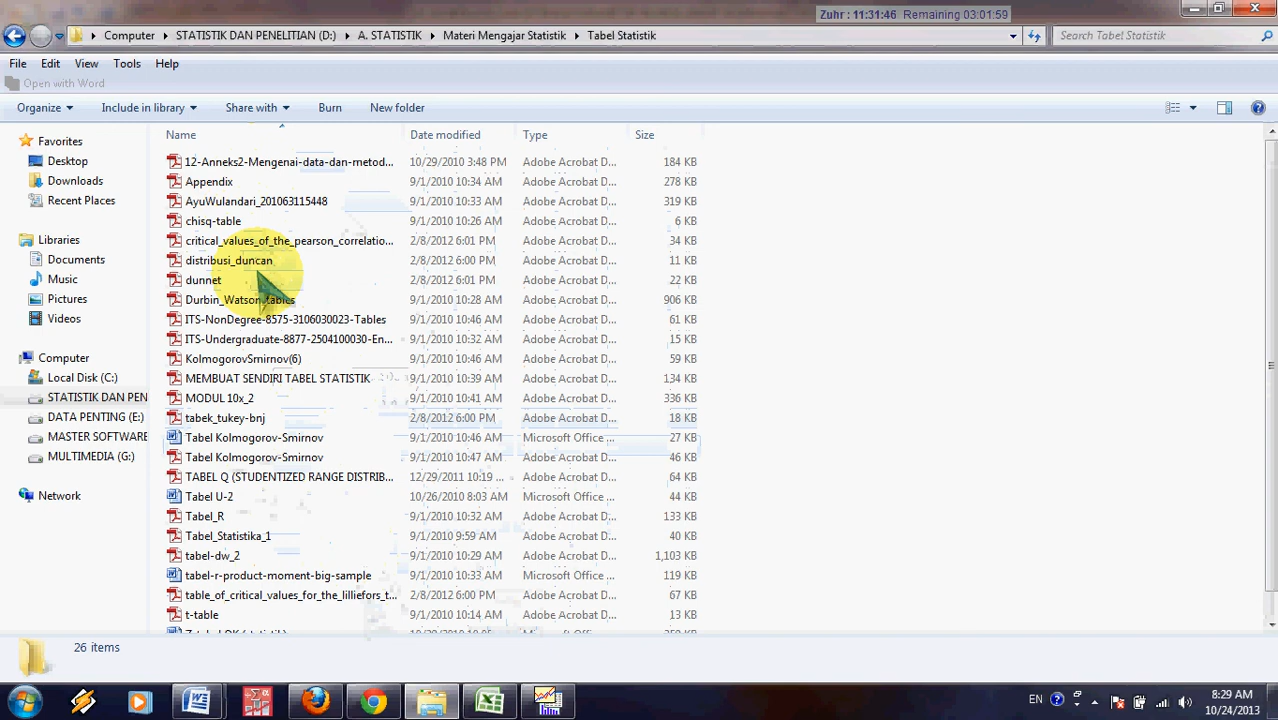 Zuhr : 11:31:46 Remaining 03:01:59
Computer STATISTIK DAN PENELITIAN (D:) A. STATISTIK Materi Mengajar Statistik Tabel Statistik Search Tabel Statistik
File Edit View Tools Help
Open with Word
Organize Include in library Share with Burn New folder
Name Date modified Type Size
Favorites
Desktop
Downloads
Recent Places
Libraries
Documents
Music
Pictures
Videos
Computer
Local Disk (C:)
STATISTIK DAN PEN
DATA PENTING (E:)
MASTER SOFTWARE
MULTIMEDIA (G:)
Network
12-Anneks2-Mengenai-data-dan-metod... 10/29/2010 3:48 PM Adobe Acrobat D... 184 KB
Appendix 9/1/2010 10:34 AM Adobe Acrobat D... 278 KB
AyuWulandari_201063115448 9/1/2010 10:33 AM Adobe Acrobat D... 319 KB
chisq-table 9/1/2010 10:26 AM Adobe Acrobat D... 6 KB
critical_values_of_the_pearson_correlatio... 2/8/2012 6:01 PM Adobe Acrobat D... 34 KB
distribusi_duncan 2/8/2012 6:00 PM Adobe Acrobat D... 11 KB
dunnet 2/8/2012 6:01 PM Adobe Acrobat D... 22 KB
Durbin_Watson_tables 9/1/2010 10:28 AM Adobe Acrobat D... 906 KB
ITS-NonDegree-8575-3106030023-Tables 9/1/2010 10:46 AM Adobe Acrobat D... 61 KB
ITS-Undergraduate-8877-2504100030-En... 9/1/2010 10:32 AM Adobe Acrobat D... 15 KB
KolmogorovSmirnov(6) 9/1/2010 10:46 AM Adobe Acrobat D... 59 KB
MEMBUAT SENDIRI TABEL STATISTIK 9/1/2010 10:39 AM Adobe Acrobat D... 134 KB
MODUL 10x_2 9/1/2010 10:41 AM Adobe Acrobat D... 336 KB
tabek_tukey-bnj 2/8/2012 6:00 PM Adobe Acrobat D... 18 KB
Tabel Kolmogorov-Smirnov 9/1/2010 10:46 AM Microsoft Office ... 27 KB
Tabel Kolmogorov-Smirnov 9/1/2010 10:47 AM Adobe Acrobat D... 46 KB
TABEL Q (STUDENTIZED RANGE DISTRIB... 12/29/2011 10:19 ... Adobe Acrobat D... 64 KB
Tabel U-2 10/26/2010 8:03 AM Microsoft Office ... 44 KB
Tabel_R 9/1/2010 10:32 AM Adobe Acrobat D... 133 KB
Tabel_Statistika_1 9/1/2010 9:59 AM Adobe Acrobat D... 40 KB
tabel-dw_2 9/1/2010 10:29 AM Adobe Acrobat D... 1,103 KB
tabel-r-product-moment-big-sample 9/1/2010 10:33 AM Microsoft Office ... 119 KB
table_of_critical_values_for_the_lilliefors_t... 2/8/2012 6:00 PM Adobe Acrobat D... 67 KB
t-table 9/1/2010 10:14 AM Adobe Acrobat D... 13 KB
26 items
EN 8:29 AM
10/24/2013